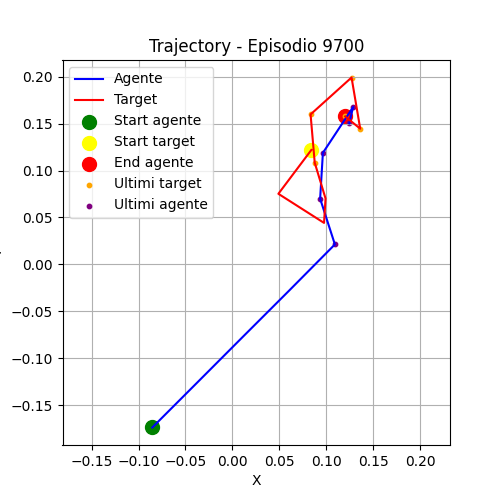 Trajectory - Episodio 9700
Agente
Target
Start agente
Start target
End agente
Ultimi target
Ultimi agente
0.20
0.15
0.10
0.05
0.00
−0.05
−0.10
−0.15
−0.15 −0.10 −0.05 0.00 0.05 0.10 0.15 0.20
X